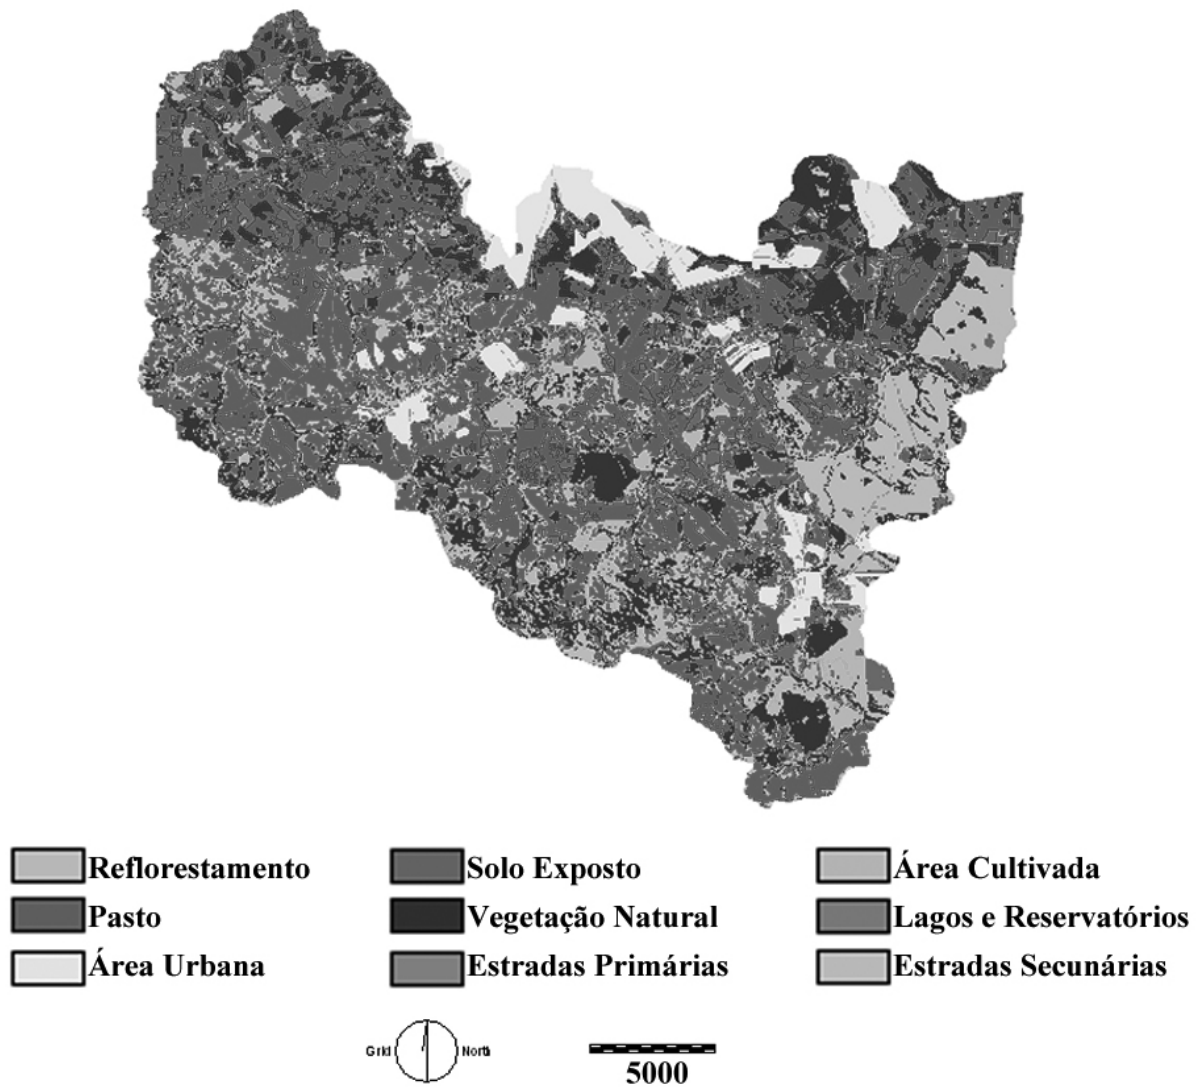 Reflorestamento Solo Exposto Área Cultivada
Pasto Vegetação Natural Lagos e Reservatórios
Área Urbana Estradas Primárias Estradas Secunárias
Grid North
5000